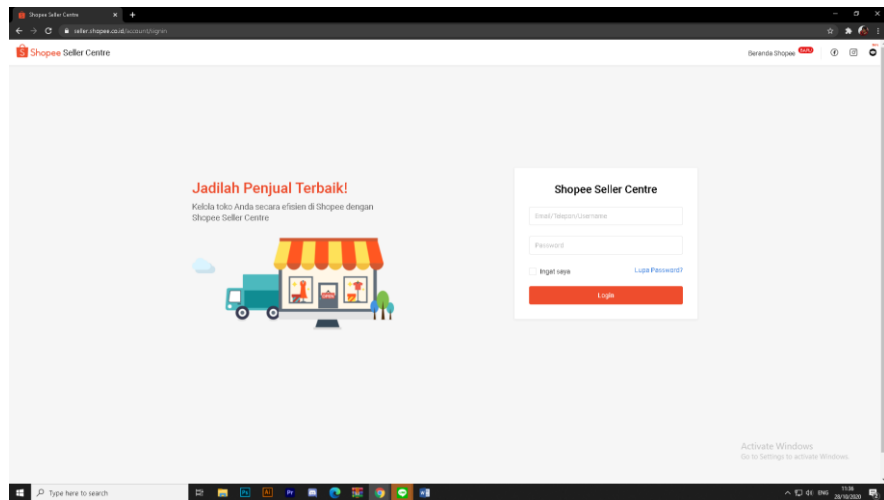 Shopee Seller Centre
seller.shopee.co.id/account/signin
Shopee Seller Centre
Beranda Shopee
Jadilah Penjual Terbaik!
Kelola toko Anda secara efisien di Shopee dengan
Shopee Seller Centre
Shopee Seller Centre
Email/Telepon/Username
Password
Ingat saya
Lupa Password?
Login
Activate Windows
Go to Settings to activate Windows.
Type here to search
Ps
Ai
Pr
ENG
11:36
28/10/2020